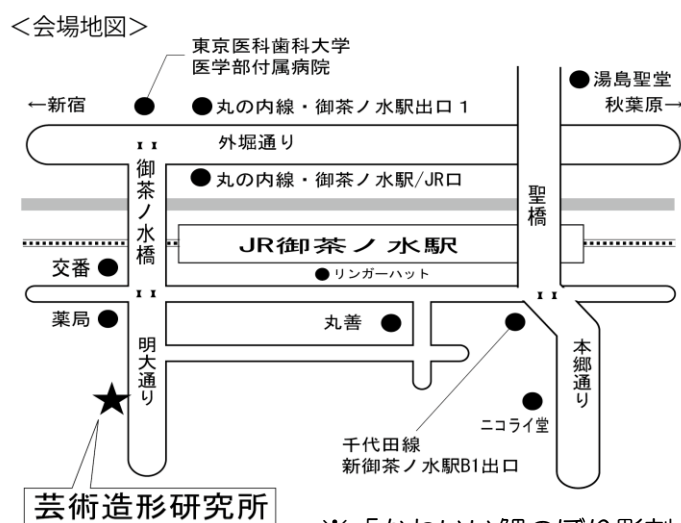 ＜会場地図＞
東京医科歯科大学
医学部付属病院
湯島聖堂
←新宿
丸の内線・御茶ノ水駅出口1
秋葉原→
外堀通り
御茶ノ水橋
丸の内線・御茶ノ水駅/JR口
聖橋
JR御茶ノ水駅
交番
リンガーハット
薬局
丸善
明大通り
本郷通り
ニコライ堂
千代田線
新御茶ノ水駅B1出口
芸術造形研究所